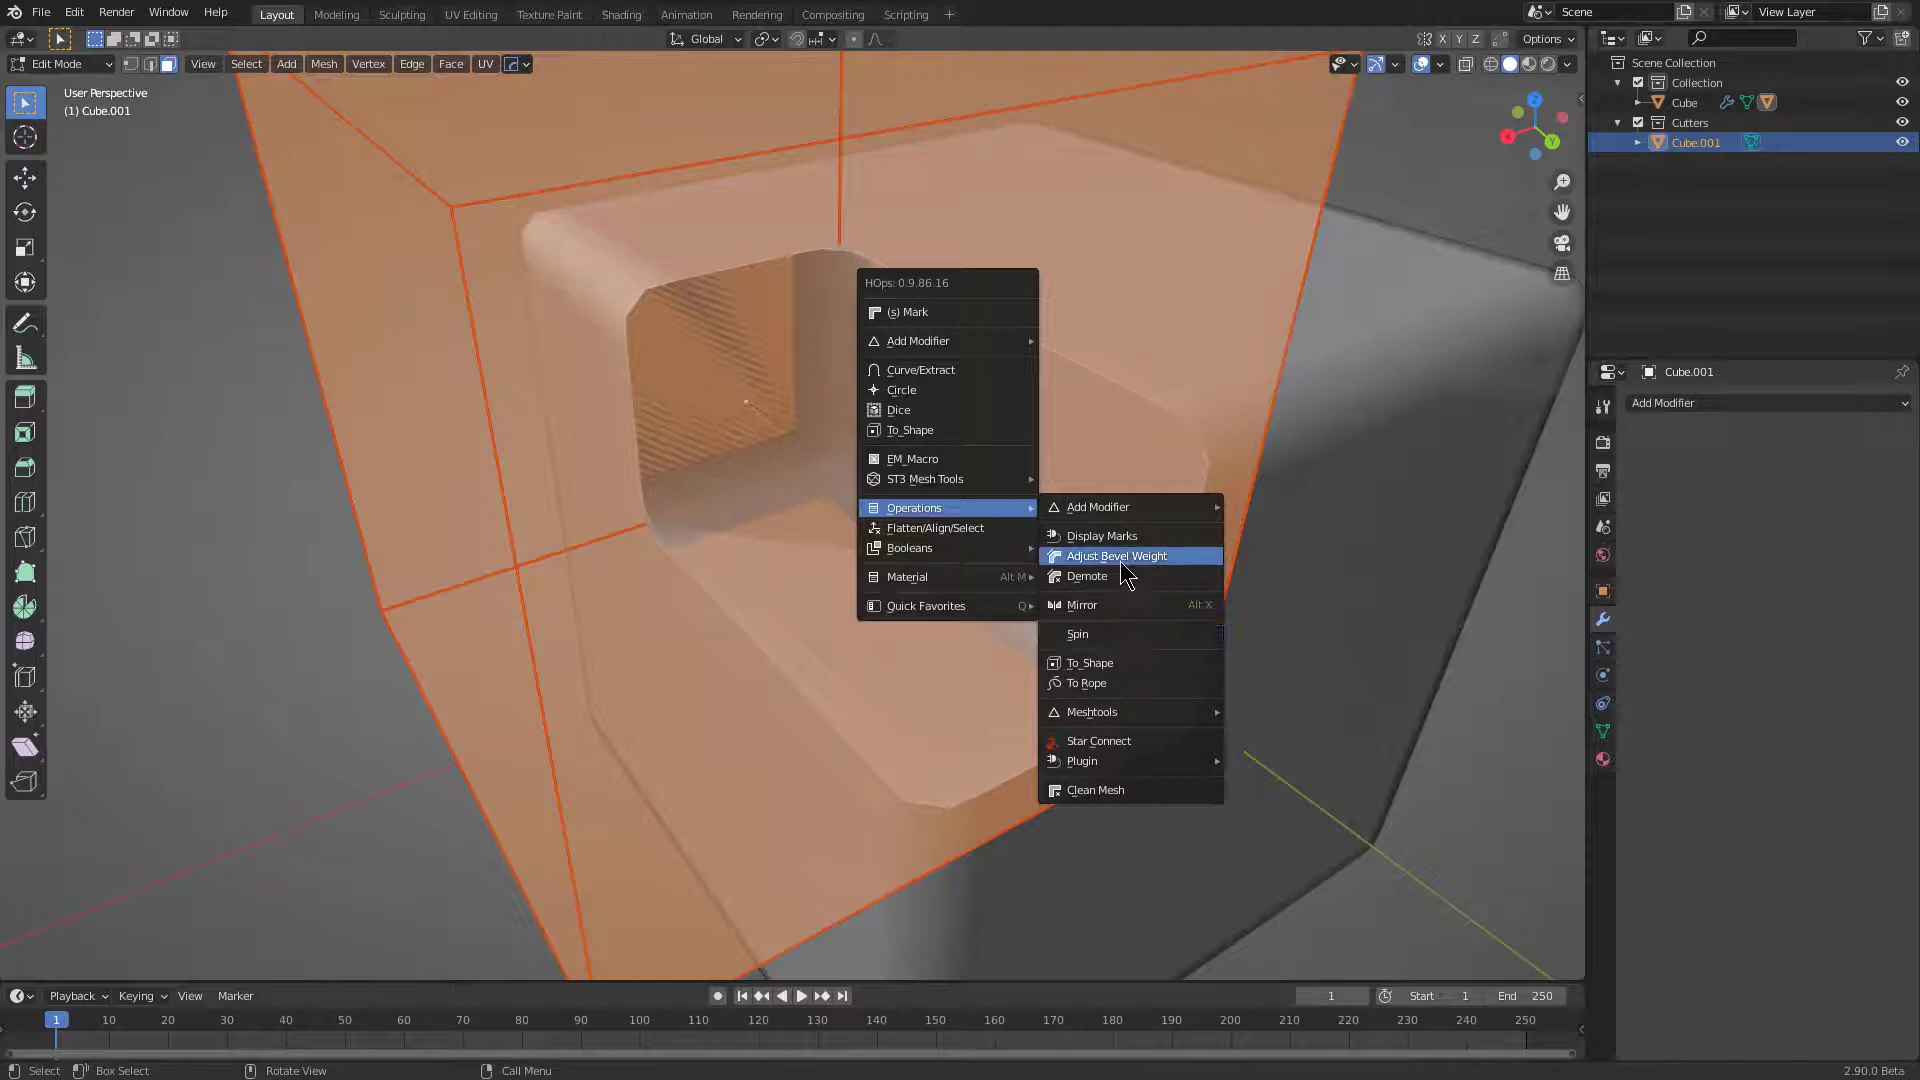 File Edit Render Window Help Layout Modeling Sculpting UV Editing Texture Paint Shading Animation Rendering Compositing Scripting + Scene View Layer
Global X Y Z Options
Edit Mode View Select Add Mesh Vertex Edge Face UV
User Perspective
(1) Cube.001
Scene Collection
Collection
Cube
Cutters
Cube.001
Z
X
Y
Cube.001
Add Modifier
HOps: 0.9.86.16
(s) Mark
Add Modifier
Curve/Extract
Circle
Dice
To_Shape
EM_Macro
ST3 Mesh Tools
Operations
Flatten/Align/Select
Booleans
Material Alt M
Quick Favorites Q
Add Modifier
Display Marks
Adjust Bevel Weight
Demote
Mirror Alt X
Spin
To_Shape
To Rope
Meshtools
Star Connect
Plugin
Clean Mesh
Playback Keying View Marker 1 Start 1 End 250
1 10 20 30 40 50 60 70 80 90 100 110 120 130 140 150 160 170 180 190 200 210 220 230 240 250
Select Box Select Rotate View Call Menu 2.90.0 Beta